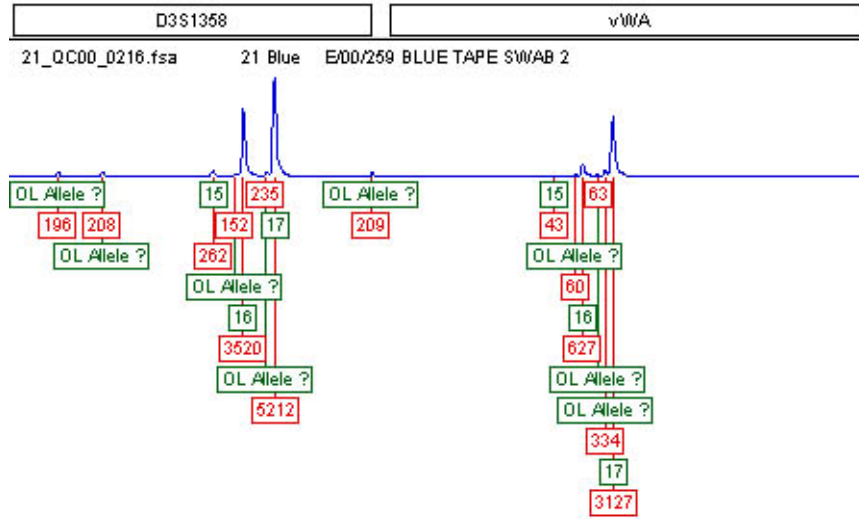 D3S1358 vWA
21_QC00_0216.fsa 21 Blue E/00/259 BLUE TAPE SWAB 2
OL Allele ? 15 235 OL Allele ? 15 63
196 208 152 17 209 43
OL Allele ? 262 OL Allele ?
OL Allele ? 60
16 16
3520 627
OL Allele ? OL Allele ?
5212 OL Allele ?
334
17
3127